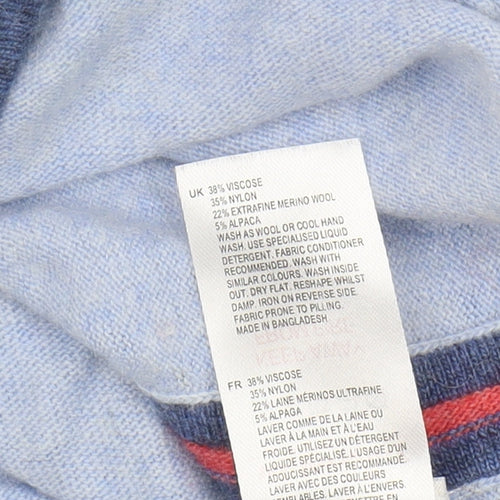 UK 38% VISCOSE
35% NYLON
22% EXTRAFINE MERINO WOOL
5% ALPACA
WASH AS WOOL OR COOL HAND
WASH. USE SPECIALISED LIQUID
DETERGENT. FABRIC CONDITIONER
RECOMMENDED. WASH WITH
SIMILAR COLOURS. WASH INSIDE
OUT. DRY FLAT. RESHAPE WHILST
DAMP. IRON ON REVERSE SIDE.
FABRIC PRONE TO PILLING.
MADE IN BANGLADESH.
FR 38% VISCOSE
35% NYLON
22% LAINE MÉRINOS ULTRAFINE
5% ALPAGA
LAVER COMME DE LA LAINE OU
LAVER À LA MAIN ET À L'EAU
FROIDE. UTILISEZ UN DÉTERGENT
LIQUIDE SPÉCIALISÉ. L'USAGE D'UN
ADOUCISSANT EST RECOMMANDÉ.
LAVER AVEC DES COULEURS
SEMBLABLES. LAVER À L'ENVERS.